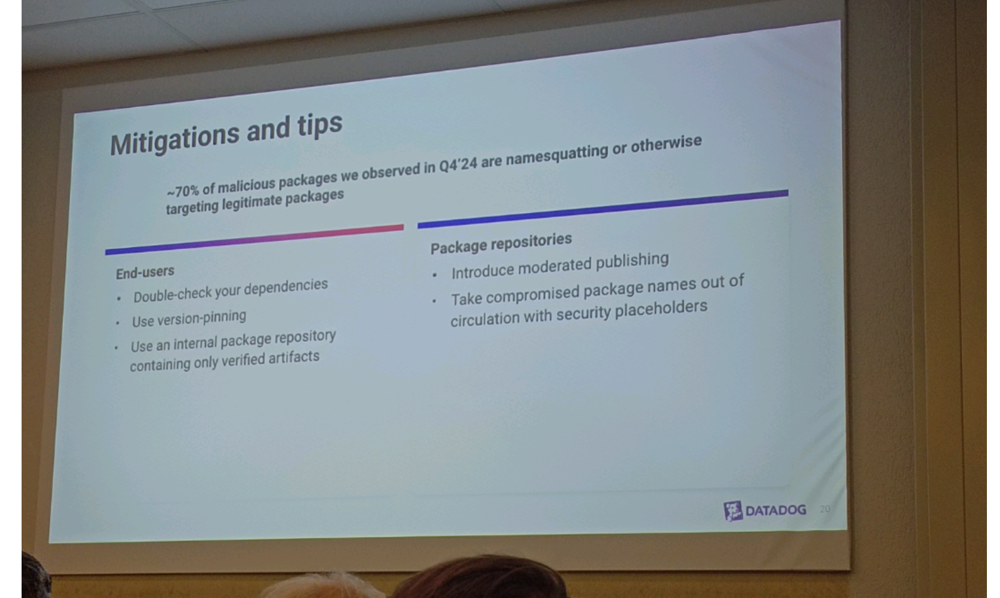 Mitigations and tips
~70% of malicious packages we observed in Q4'24 are namesquatting or otherwise
targeting legitimate packages
End-users
• Double-check your dependencies
• Use version-pinning
• Use an internal package repository
containing only verified artifacts
Package repositories
• Introduce moderated publishing
• Take compromised package names out of
circulation with security placeholders
DATADOG 20